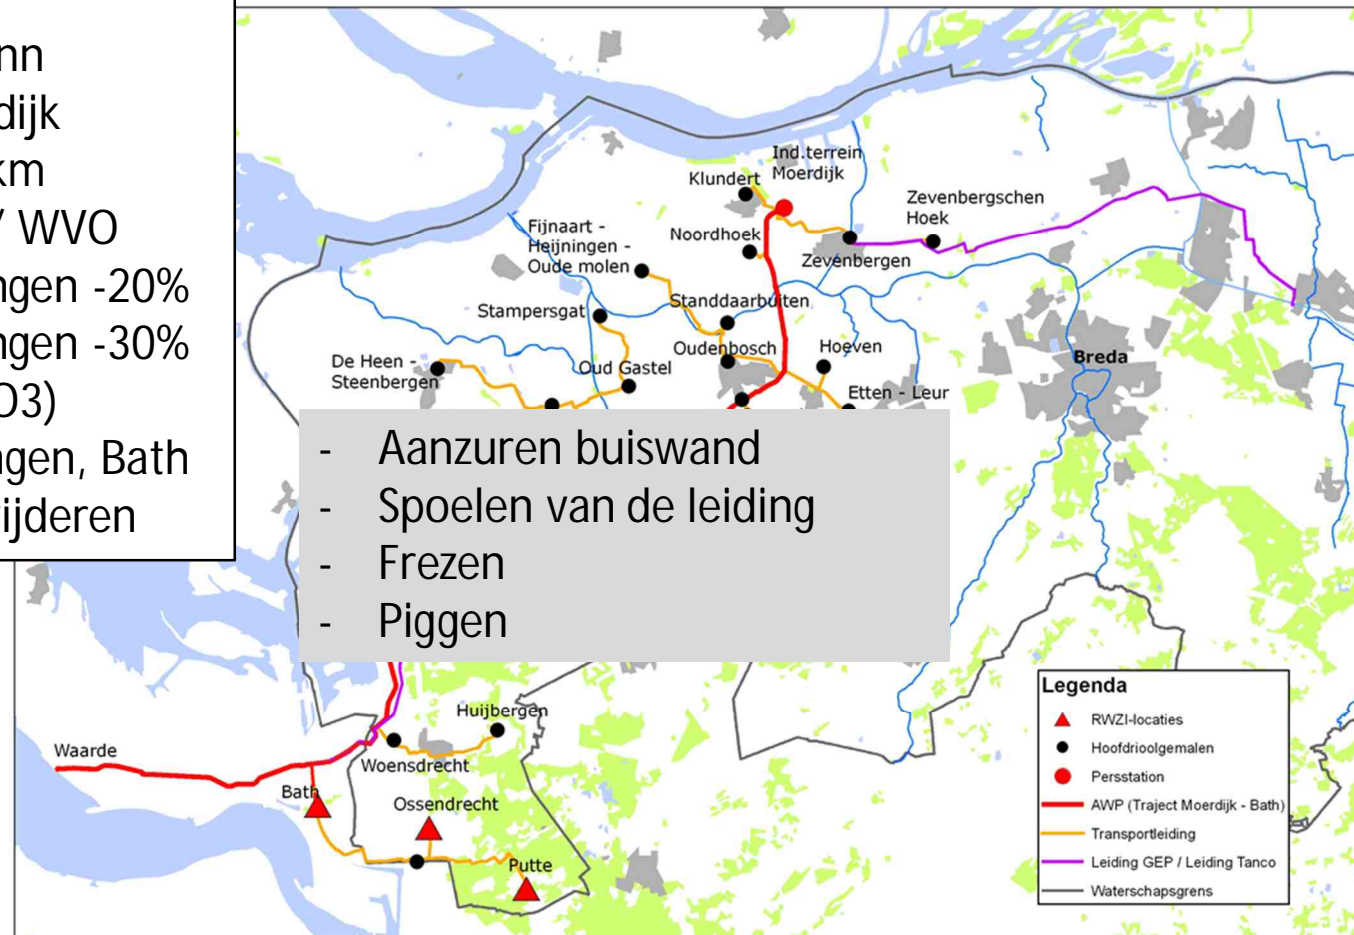 nn
dijk
km
/ WVO
ngen -20%
ngen -30%
O3)
ngen, Bath
rijderen
Ind.terrein
Moerdijk
Klundert
Zevenbergschen
Hoek
Fijnaart -
Heijningen -
Oude molen
Noordhoek
Zevenbergen
Standdaarbuiten
Stampersgat
Oudenbosch
Hoeven
Breda
De Heen -
Steenbergen
Oud Gastel
Etten - Leur
- Aanzuren buiswand
- Spoelen van de leiding
- Frezen
- Piggen
Huijbergen
Waarde
Woensdrecht
Bath
Ossendrecht
Putte
Legenda
RWZI-locaties
Hoofdrioolgemalen
Persstation
AWP (Traject Moerdijk - Bath)
Transportleiding
Leiding GEP / Leiding Tanco
Waterschapsgrens